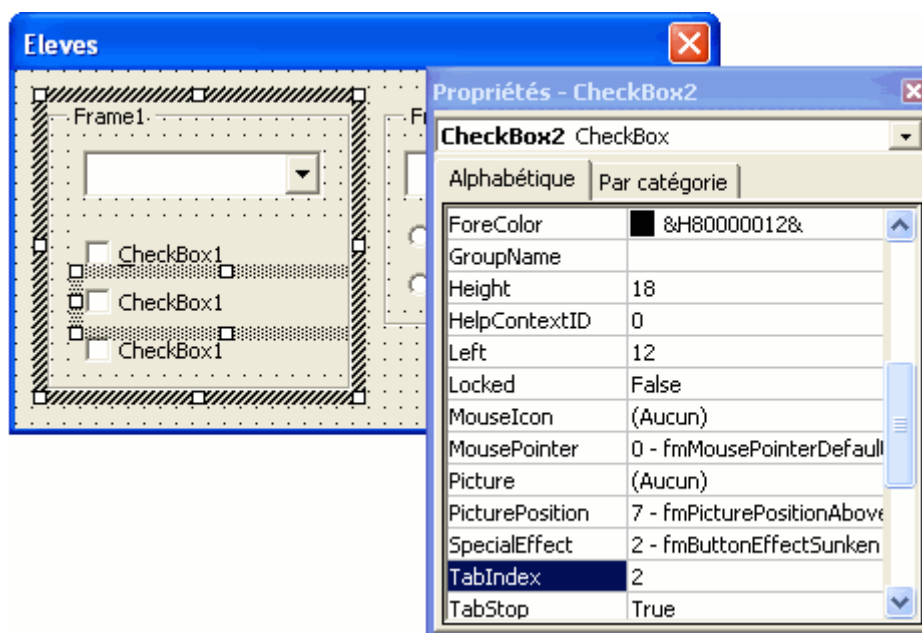 Eleves
Frame1
CheckBox1
CheckBox1
CheckBox1
Propriétés - CheckBox2
CheckBox2 CheckBox
Alphabétique
Par catégorie
ForeColor &H80000012&
GroupName
Height 18
HelpContextID 0
Left 12
Locked False
MouseIcon (Aucun)
MousePointer 0 - fmMousePointerDefault
Picture (Aucun)
PicturePosition 7 - fmPicturePositionAbove
SpecialEffect 2 - fmButtonEffectSunken
TabIndex 2
TabStop True